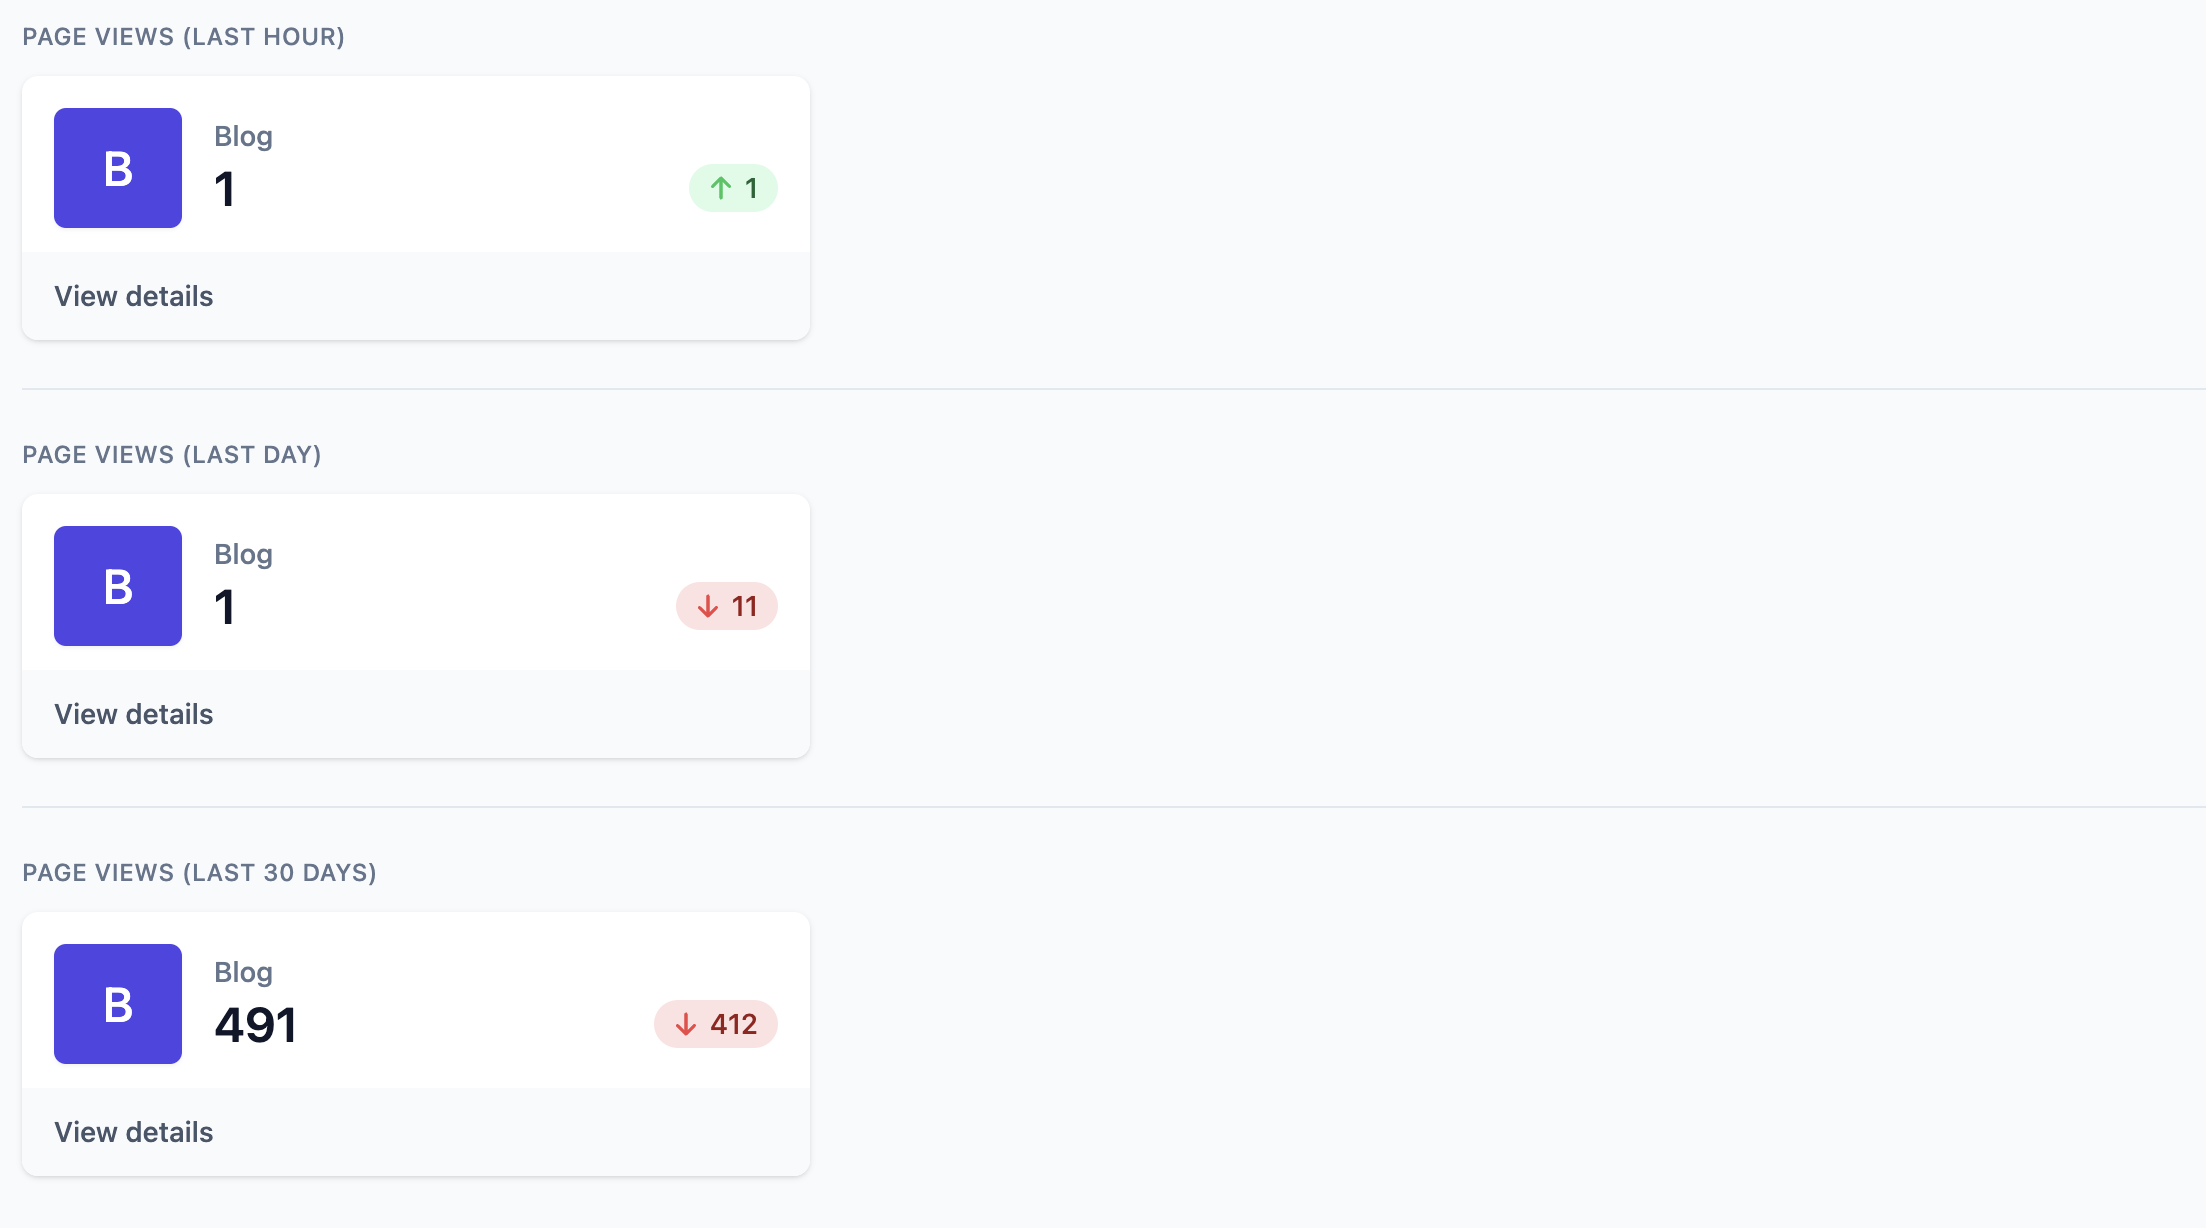 PAGE VIEWS (LAST HOUR)
B
Blog
1
↑ 1
View details
PAGE VIEWS (LAST DAY)
B
Blog
1
↓ 11
View details
PAGE VIEWS (LAST 30 DAYS)
B
Blog
491
↓ 412
View details